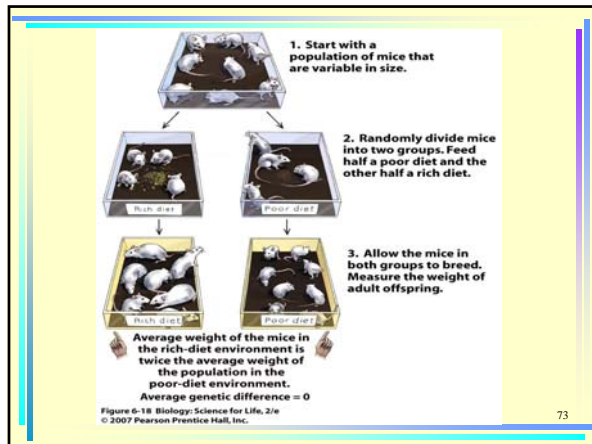 1. Start with a
population of mice that
are variable in size.
2. Randomly divide mice
into two groups. Feed
half a poor diet and the
other half a rich diet.
Rich diet
Poor diet
3. Allow the mice in
both groups to breed.
Measure the weight of
adult offspring.
Rich diet
Poor diet
Average weight of the mice in
the rich-diet environment is
twice the average weight of
the population in the
poor-diet environment.
Average genetic difference = 0
Figure 6-18 Biology: Science for Life, 2/e
© 2007 Pearson Prentice Hall, Inc.
73